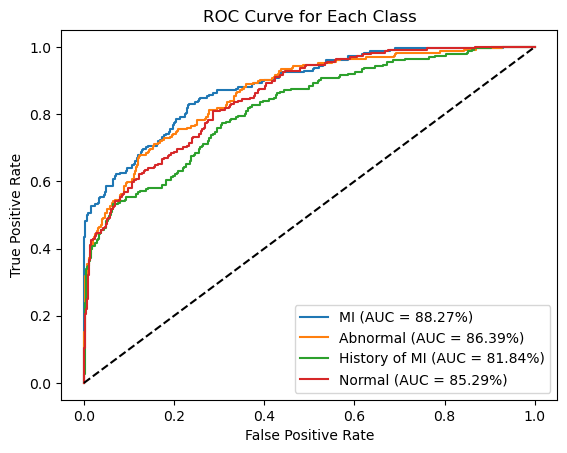 ROC Curve for Each Class
True Positive Rate
1.0
0.8
0.6
0.4
0.2
0.0
MI (AUC = 88.27%)
Abnormal (AUC = 86.39%)
History of MI (AUC = 81.84%)
Normal (AUC = 85.29%)
0.0 0.2 0.4 0.6 0.8 1.0
False Positive Rate